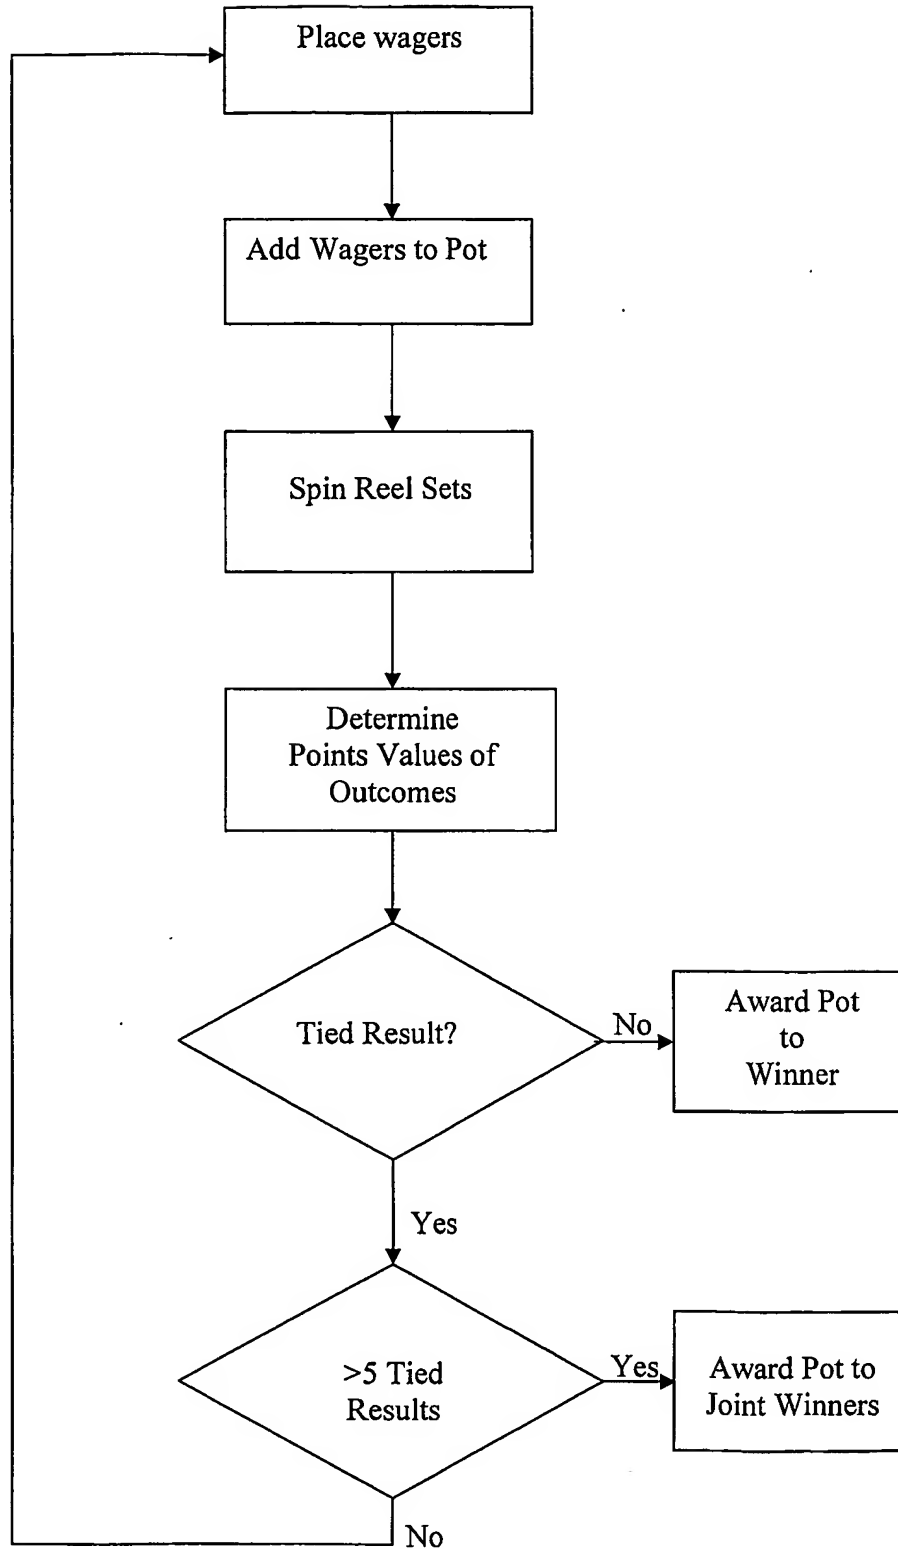 Place wagers
Add Wagers to Pot
Spin Reel Sets
Determine
Points Values of
Outcomes
Tied Result?
No
Award Pot
to
Winner
Yes
>5 Tied
Results
Yes
Award Pot to
Joint Winners
No